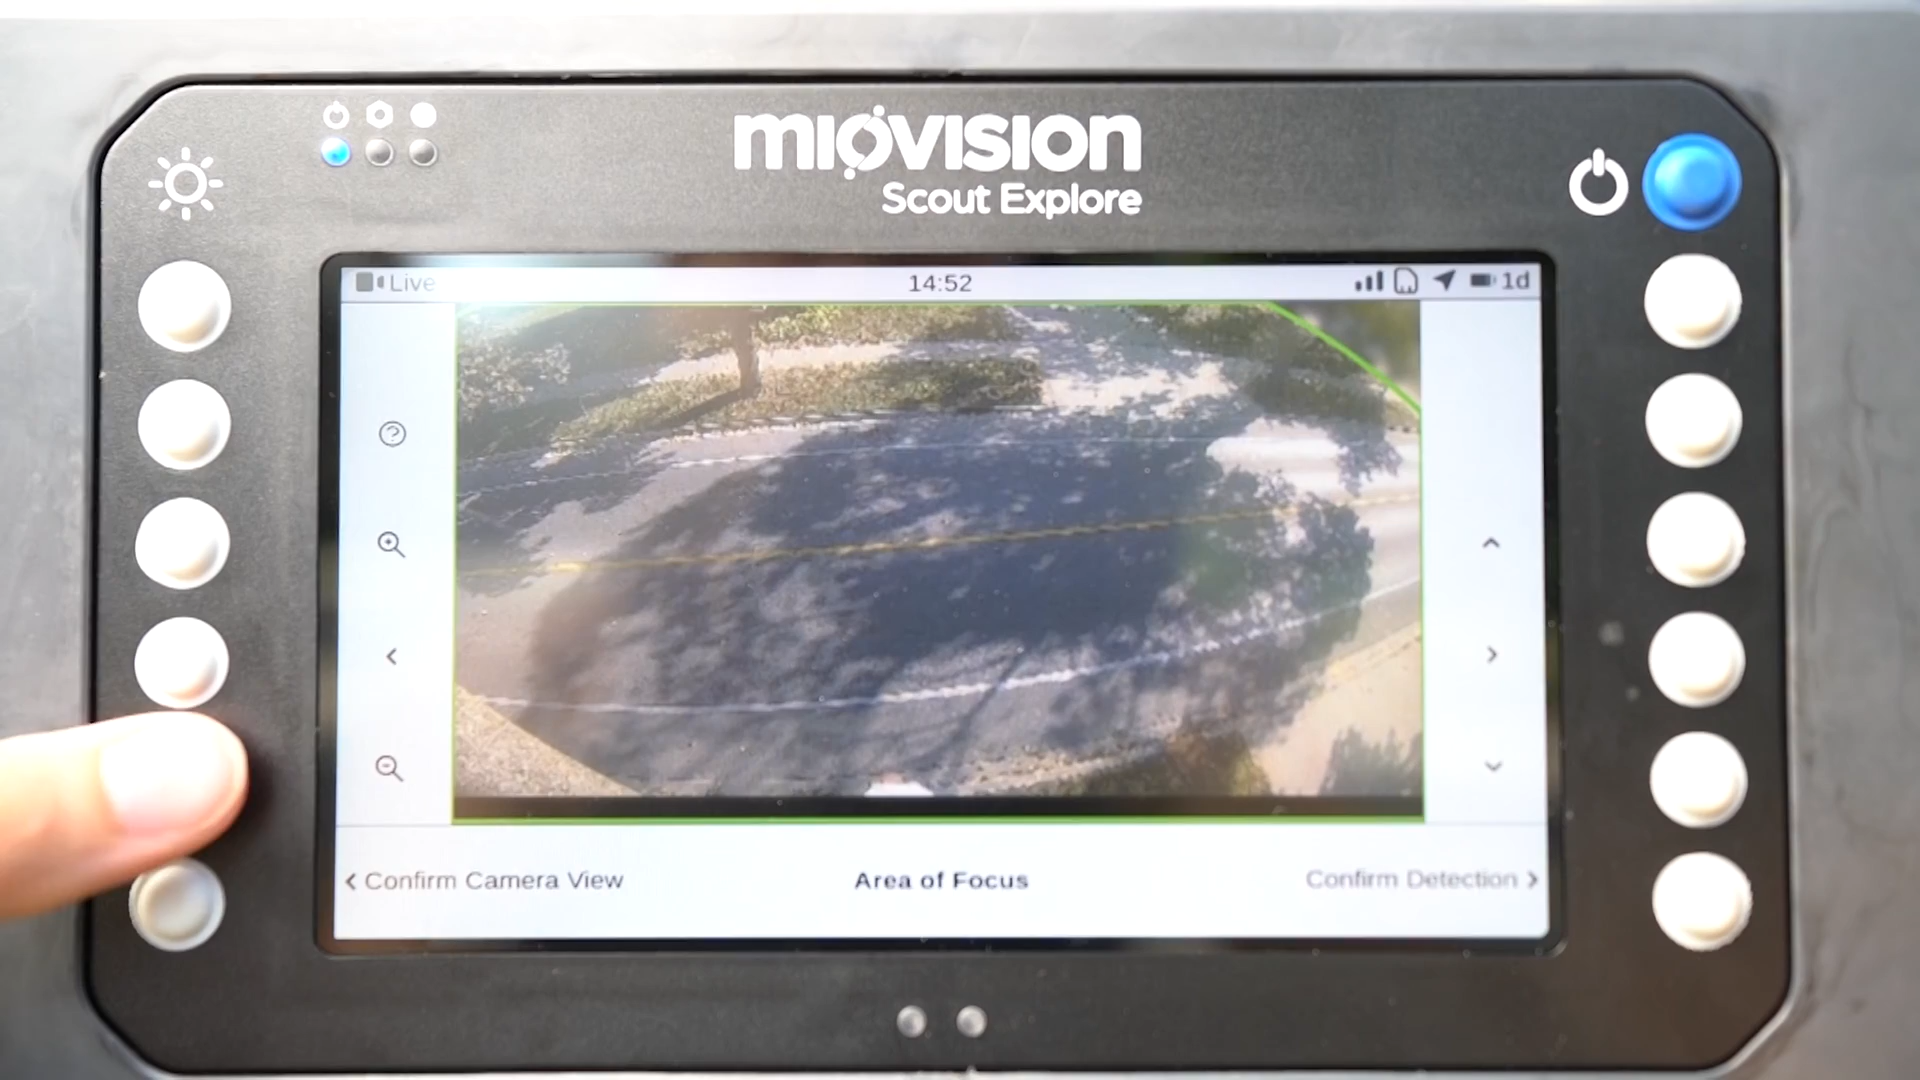 miovision
Scout Explore
Live
14:52
1d
Confirm Camera View
Area of Focus
Confirm Detection